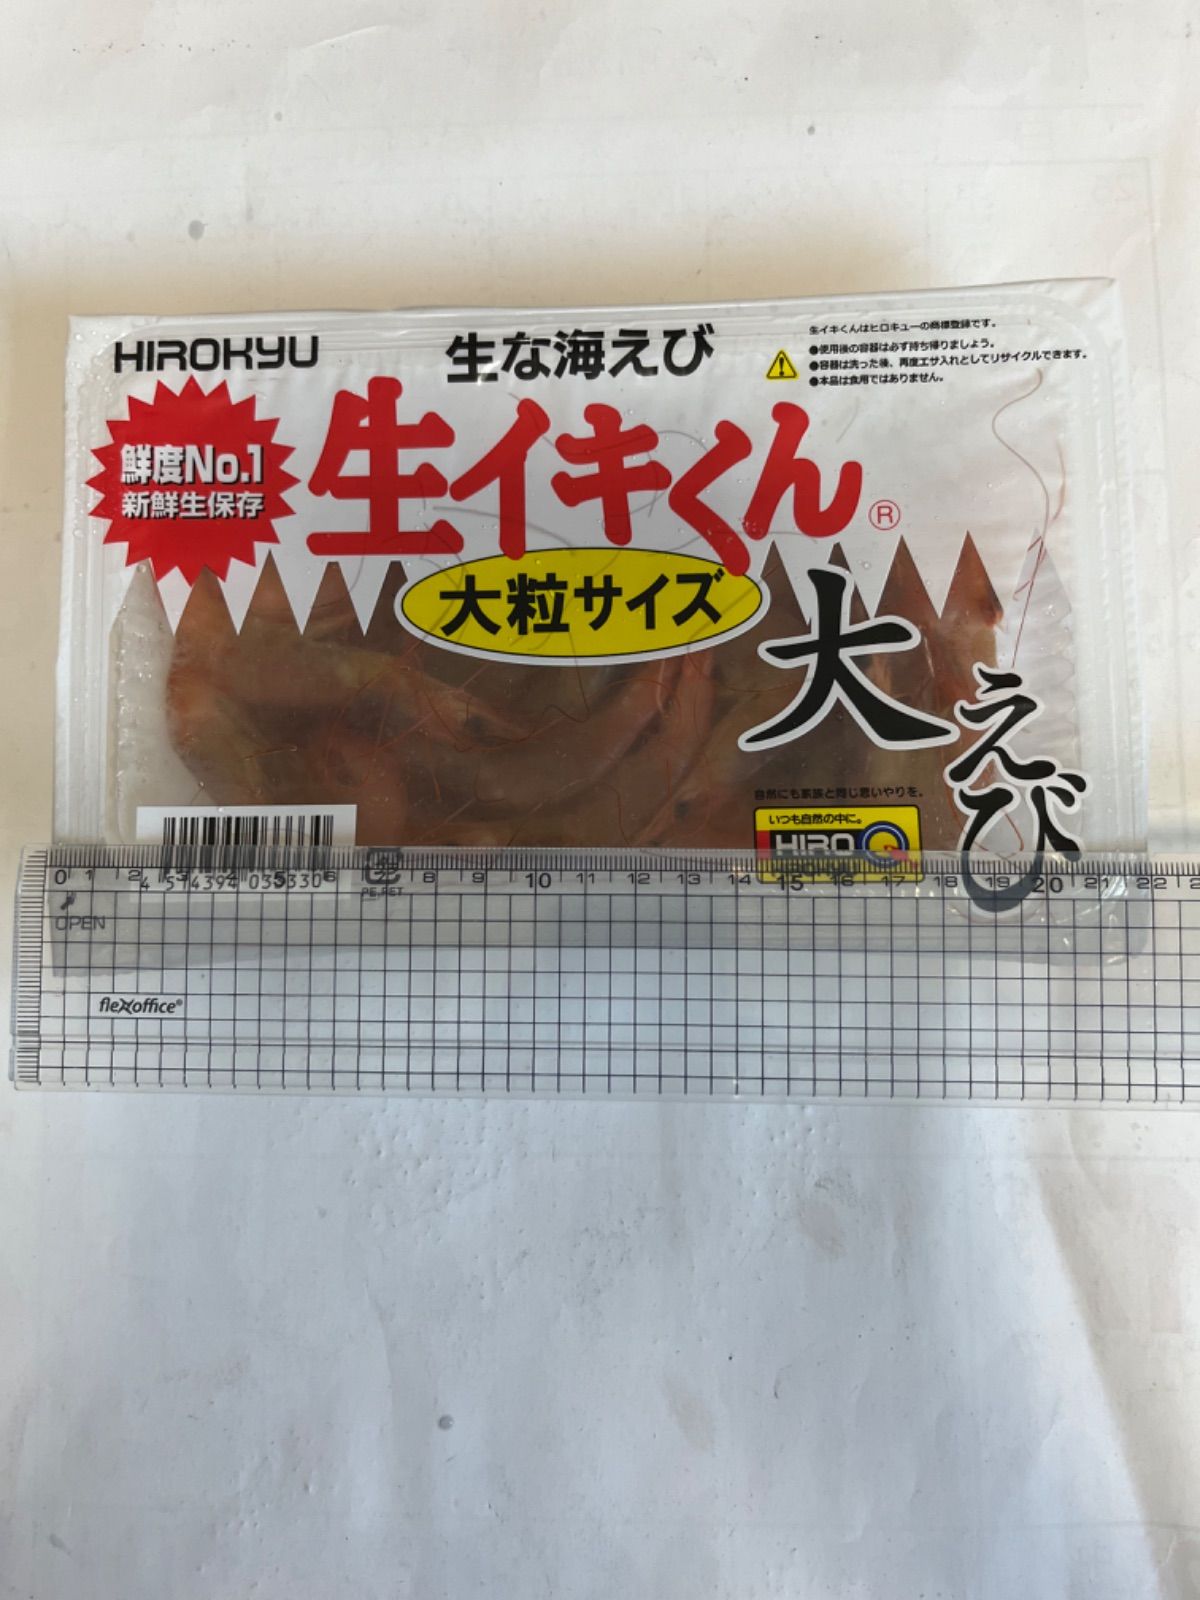 HIROKYU
生な海えび
生イキくんはヒロキューの商標登録です。
●使用後の容器は必ず持ち帰りましょう。
●容器は洗った後、再度エサ入れとしてリサイクルできます。
●本品は食用ではありません。
鮮度No.1
新鮮生保存
生イキくん®
大粒サイズ
大えび
自然にも家族と同じ思いやりを。
いつも自然の中に。
HIRO Q
0 1 2 3 4 5 6 7 8 9 10 11 12 13 14 15 16 17 18 19 20 21 22 23
4 514394 035330
PE,PET
OPEN
flexoffice®